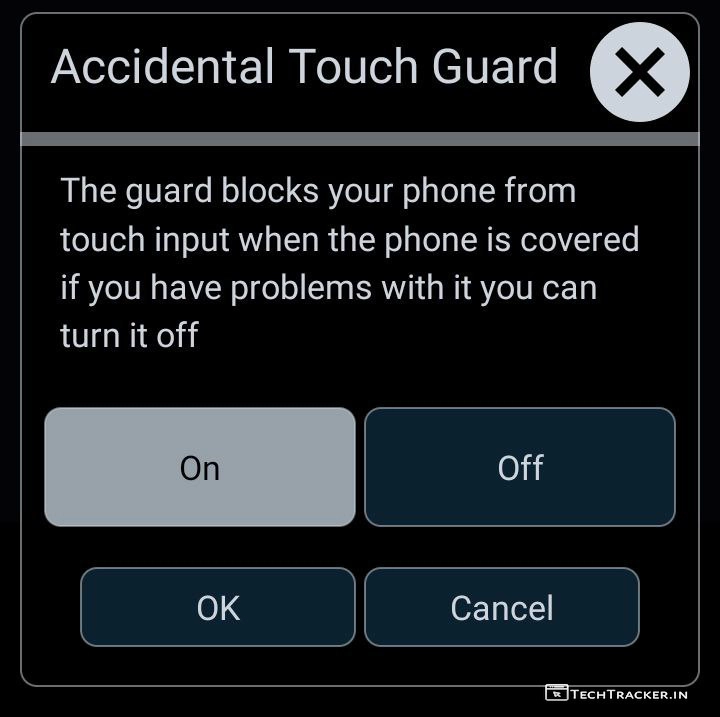 Accidental Touch Guard
The guard blocks your phone from
touch input when the phone is covered
if you have problems with it you can
turn it off
On
Off
OK
Cancel
TECHTRACKER.IN